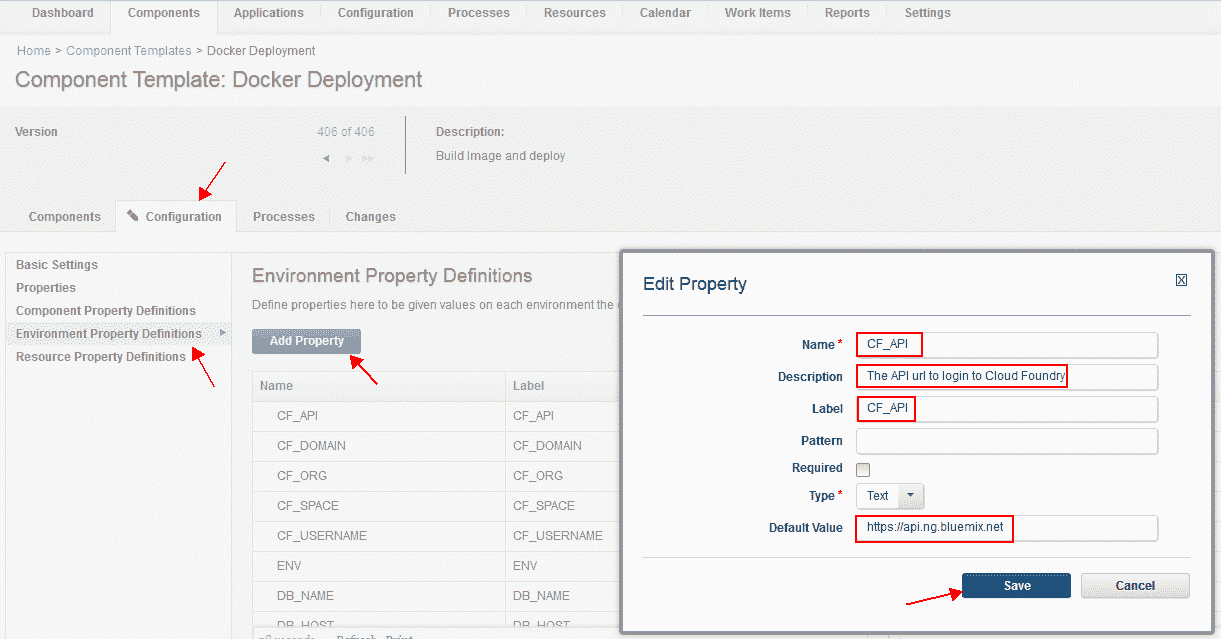 Dashboard Components Applications Configuration Processes Resources Calendar Work Items Reports Settings
Home > Component Templates > Docker Deployment
Component Template: Docker Deployment
Version 406 of 406 Description:
Build Image and deploy
Components Configuration Processes Changes
Basic Settings
Properties
Component Property Definitions
Environment Property Definitions
Resource Property Definitions
Environment Property Definitions
Define properties here to be given values on each environment the
Add Property
Name Label
CF_API CF_API
CF_DOMAIN CF_DOMAIN
CF_ORG CF_ORG
CF_SPACE CF_SPACE
CF_USERNAME CF_USERNAME
ENV ENV
DB_NAME DB_NAME
DB_HOST DB_HOST
Refresh Print
Edit Property
Name * CF_API
Description The API url to login to Cloud Foundry
Label CF_API
Pattern
Required
Type * Text
Default Value https://api.ng.bluemix.net
Save Cancel